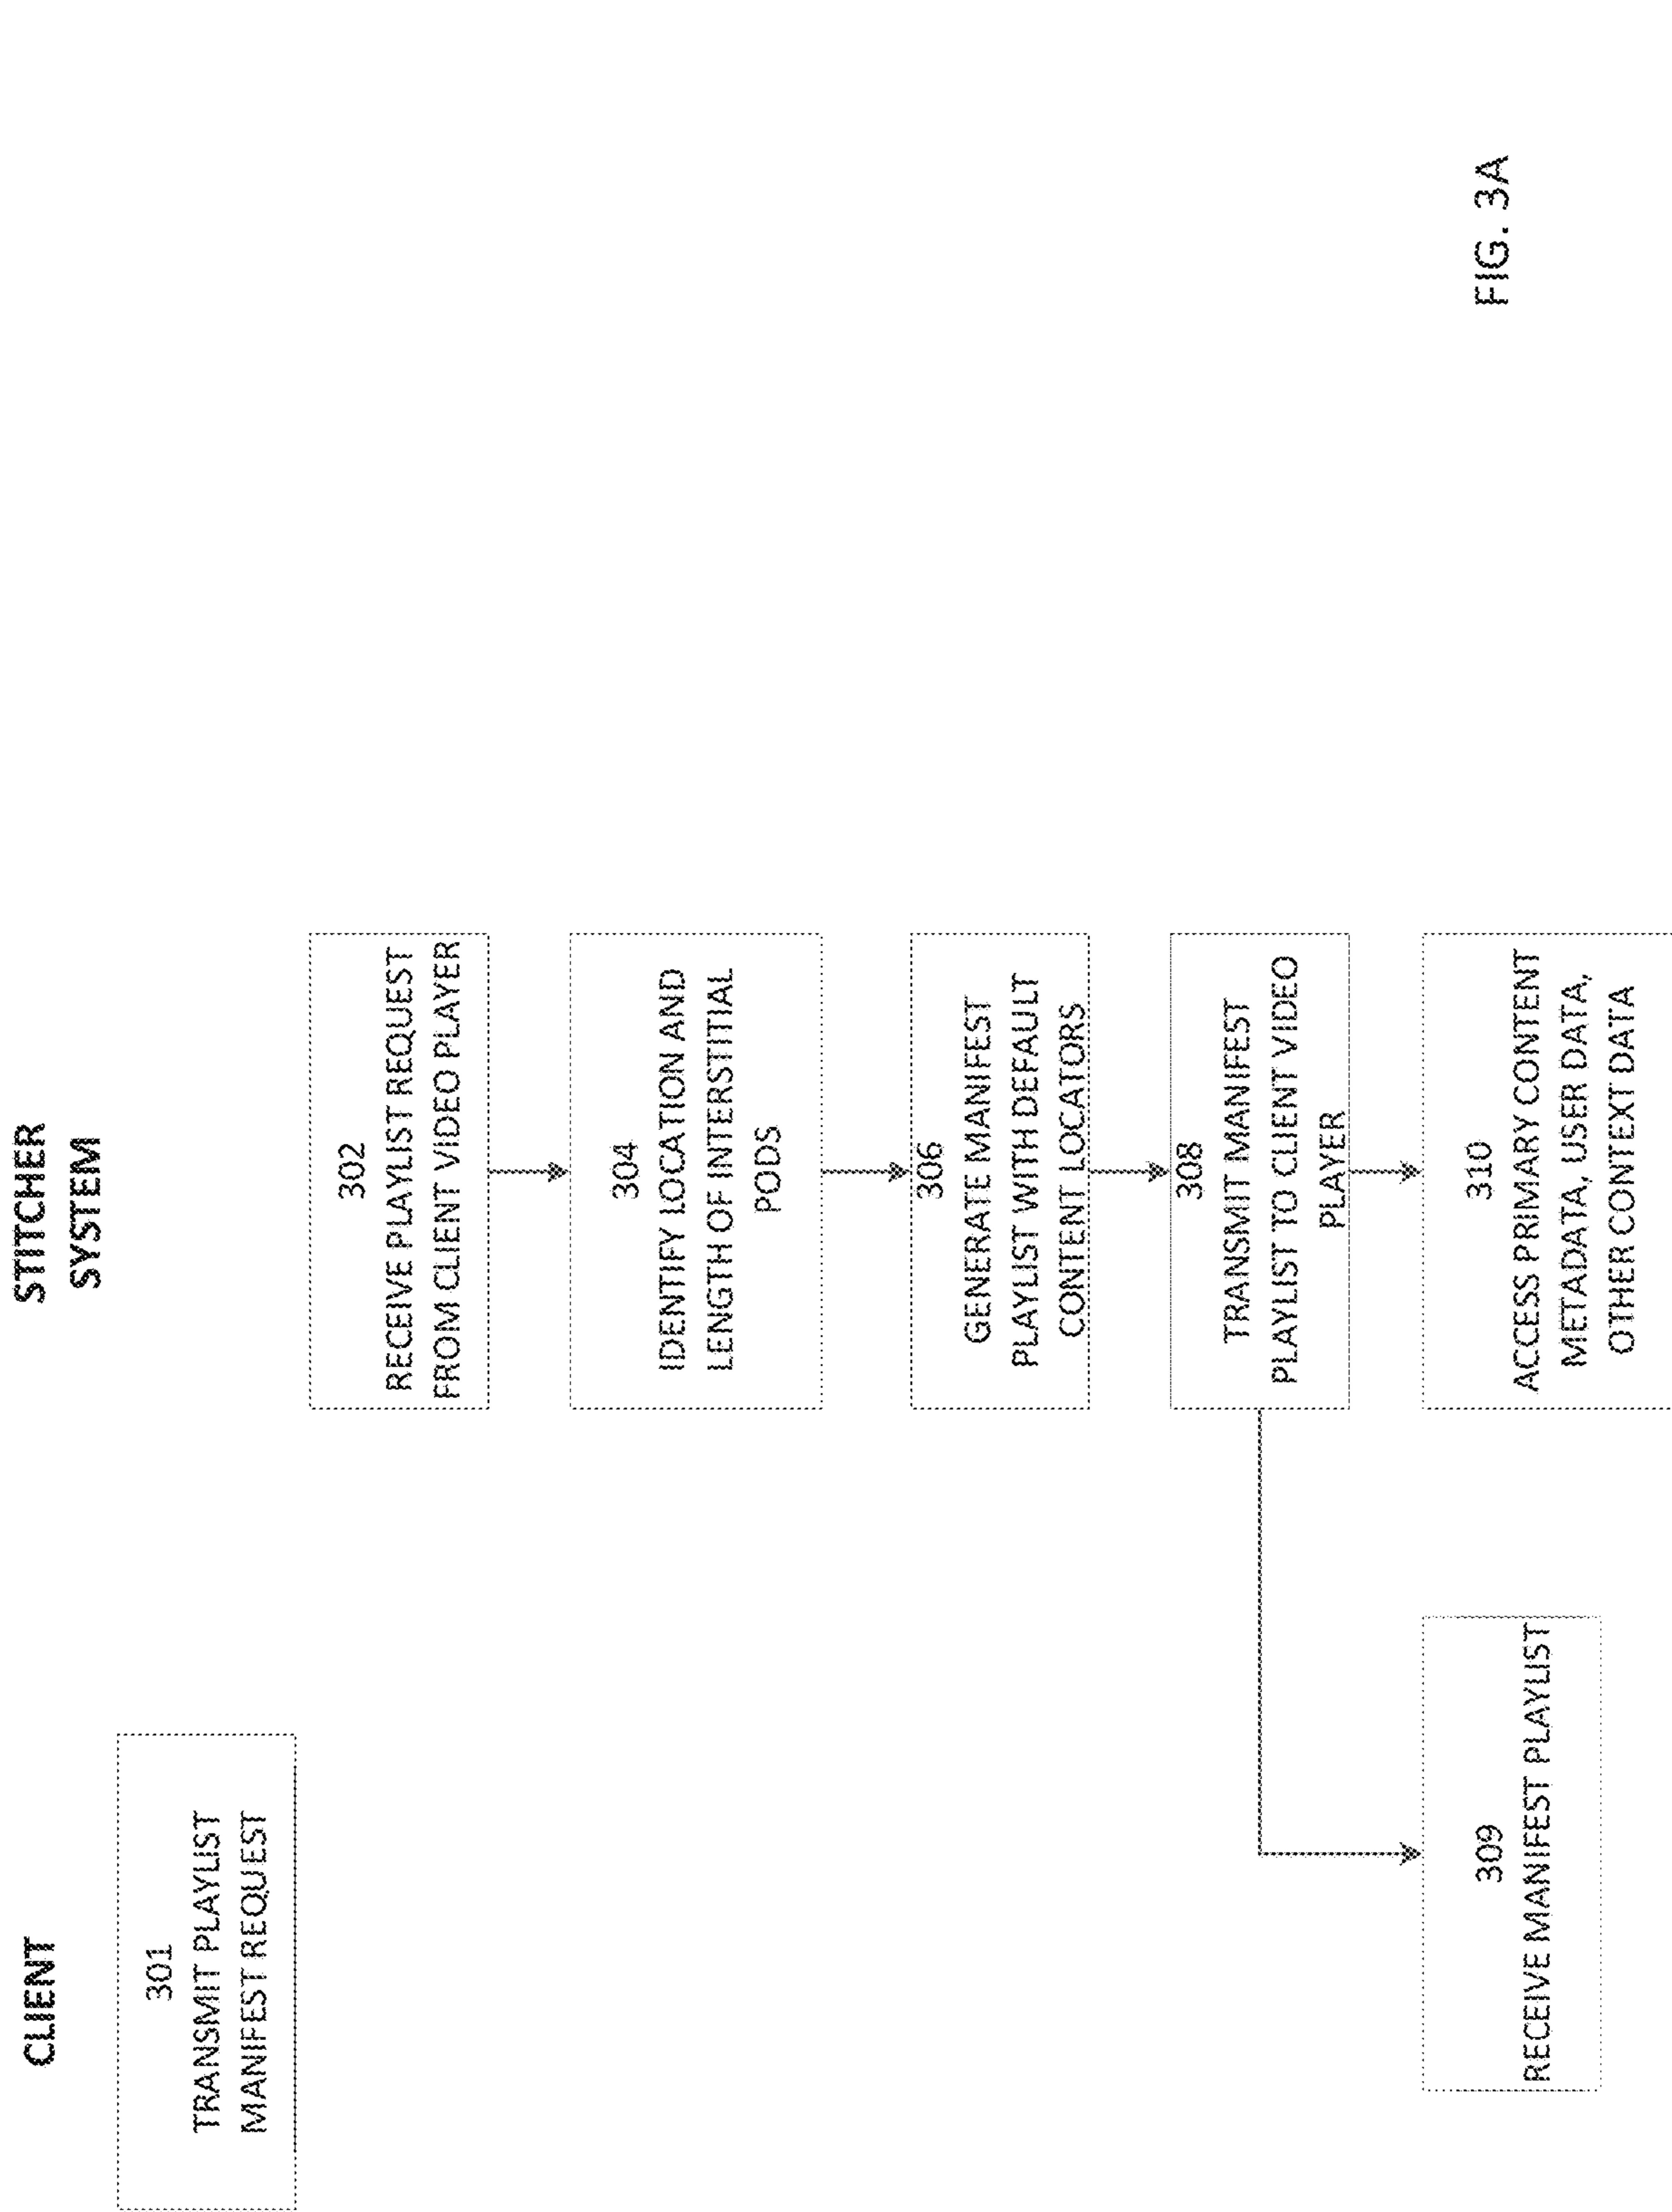 CLIENT
STITCHER
SYSTEM
301
TRANSMIT PLAYLIST
MANIFEST REQUEST
302
RECEIVE PLAYLIST REQUEST
FROM CLIENT VIDEO PLAYER
304
IDENTIFY LOCATION AND
LENGTH OF INTERSTITIAL
PODS
306
GENERATE MANIFEST
PLAYLIST WITH DEFAULT
CONTENT LOCATORS
308
TRANSMIT MANIFEST
PLAYLIST TO CLIENT VIDEO
PLAYER
309
RECEIVE MANIFEST PLAYLIST
310
ACCESS PRIMARY CONTENT
METADATA, USER DATA,
OTHER CONTEXT DATA
FIG. 3A